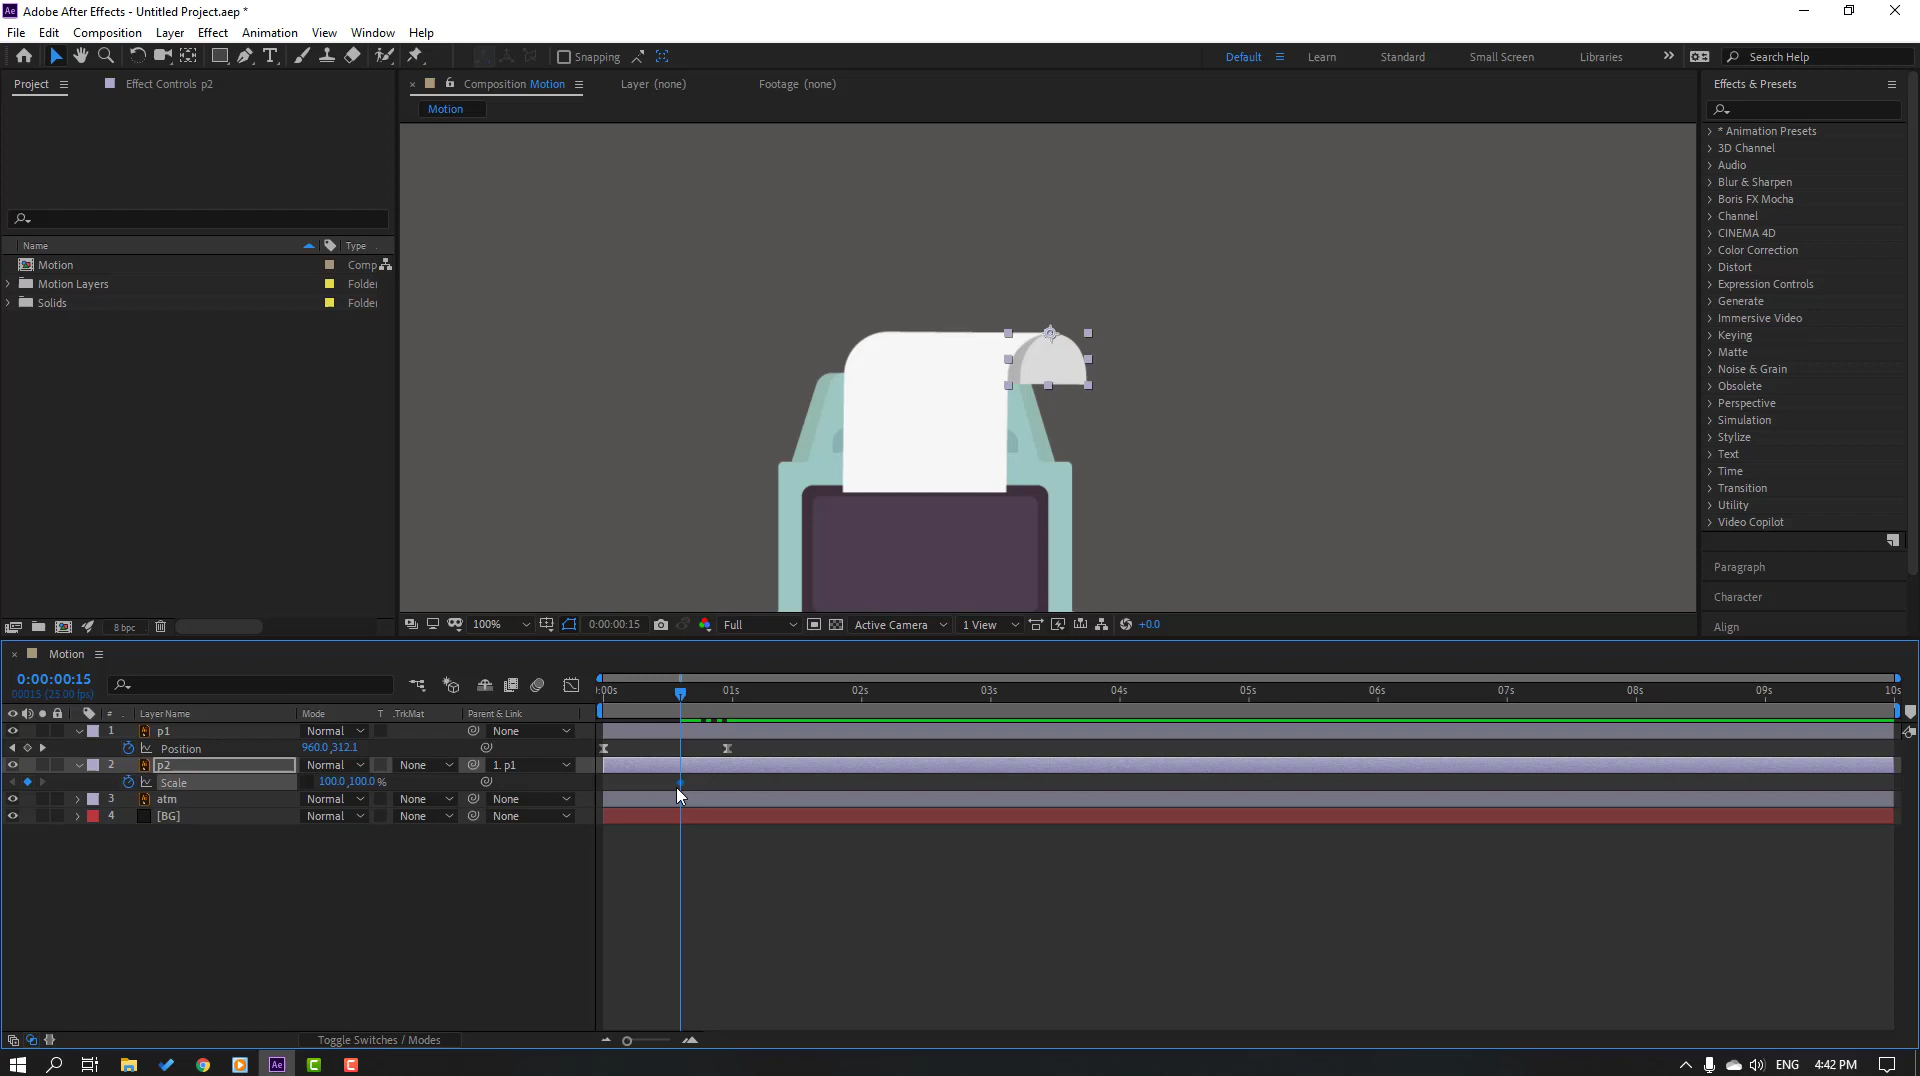 Adobe After Effects - Untitled Project.aep *
File Edit Composition Layer Effect Animation View Window Help
Snapping Default Learn Standard Small Screen Libraries Search Help
Project Effect Controls p2
Composition Motion Layer (none) Footage (none)
Motion
Name Type
Motion Comp
Motion Layers Folder
Solids Folder
8 bpc
Effects & Presets
* Animation Presets
3D Channel
Audio
Blur & Sharpen
Boris FX Mocha
Channel
CINEMA 4D
Color Correction
Distort
Expression Controls
Generate
Immersive Video
Keying
Matte
Noise & Grain
Obsolete
Perspective
Simulation
Stylize
Text
Time
Transition
Utility
Video Copilot
Paragraph
Character
Align
100% 0:00:00:15 Full Active Camera 1 View +0.0
Motion
0:00:00:15
00015 (25.00 fps)
:00s 01s 02s 03s 04s 05s 06s 07s 08s 09s 10s
# Layer Name Mode T .TrkMat Parent & Link
1 p1 Normal None
Position 960.0,312.1
2 p2 Normal None 1. p1
Scale 100.0,100.0 %
3 atm Normal None None
4 [BG] Normal None None
Toggle Switches / Modes
ENG 4:42 PM